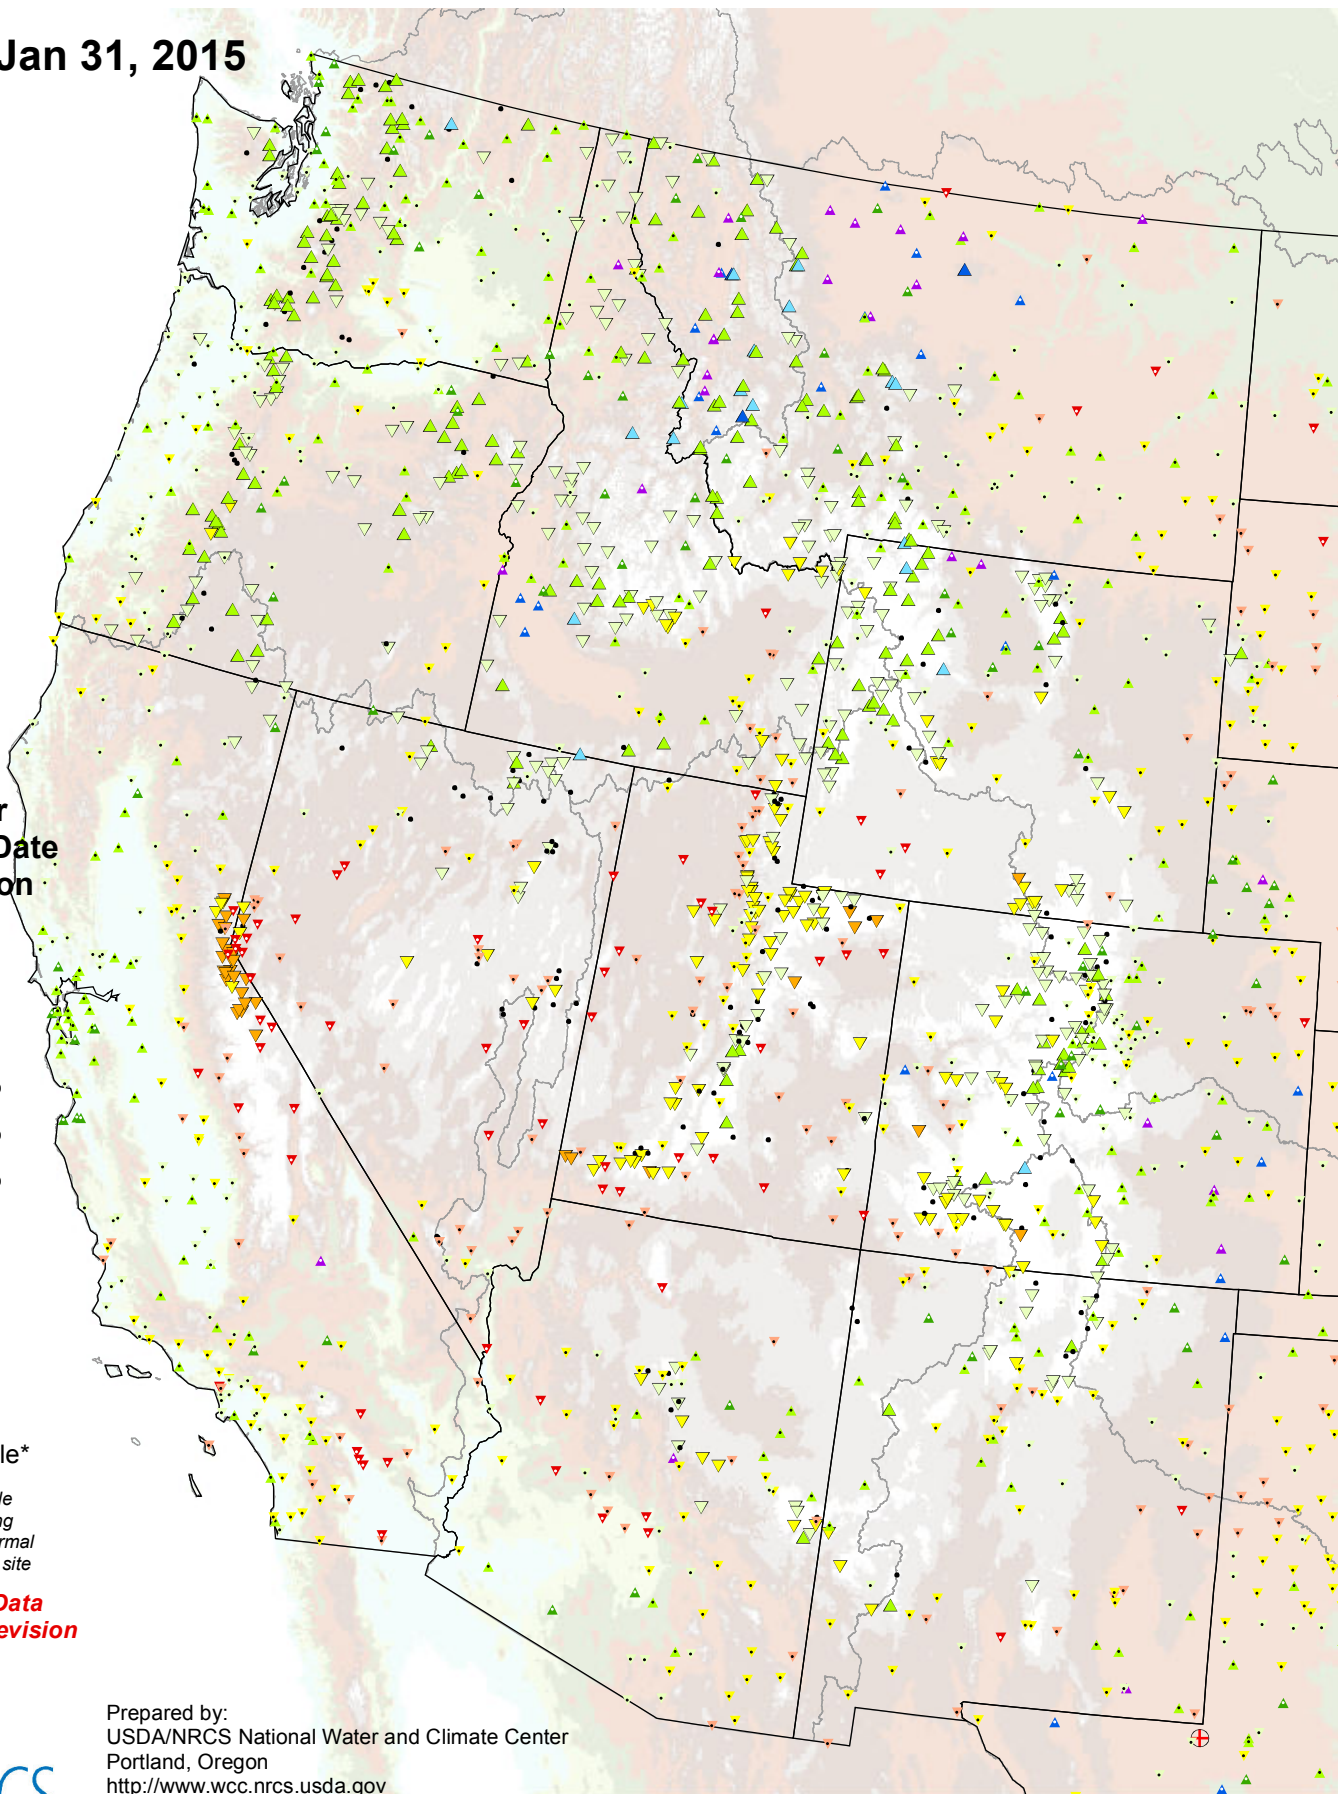 Jan 31, 2015
r
Date
on
le*
le
ng
rmal
site
Data
evision
Prepared by:
USDA/NRCS National Water and Climate Center
Portland, Oregon
http://www.wcc.nrcs.usda.gov
CS